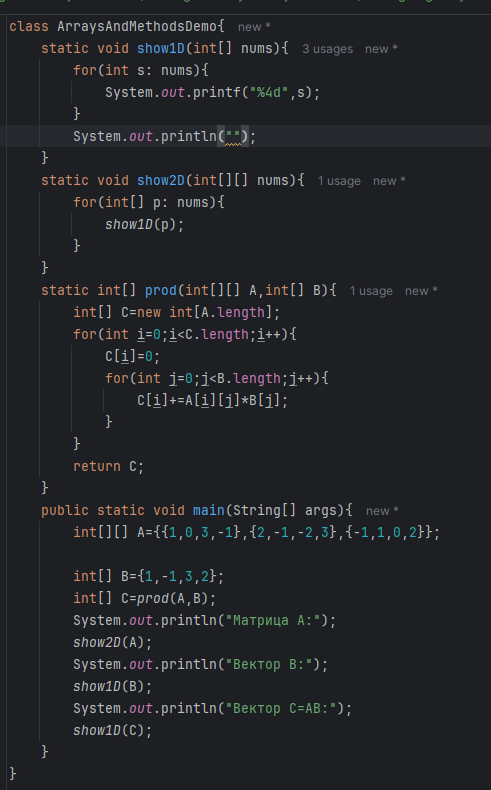 class ArraysAndMethodsDemo{ new *
static void show1D(int[] nums){ 3 usages new *
for(int s: nums){
System.out.printf("%4d",s);
}
System.out.println("");
}
static void show2D(int[][] nums){ 1 usage new *
for(int[] p: nums){
show1D(p);
}
}
static int[] prod(int[][] A,int[] B){ 1 usage new *
int[] C=new int[A.length];
for(int i=0;i<C.length;i++){
C[i]=0;
for(int j=0;j<B.length;j++){
C[i]+=A[i][j]*B[j];
}
}
return C;
}
public static void main(String[] args){ new *
int[][] A={{1,0,3,-1},{2,-1,-2,3},{-1,1,0,2}};
int[] B={1,-1,3,2};
int[] C=prod(A,B);
System.out.println("Матрица A:");
show2D(A);
System.out.println("Вектор B:");
show1D(B);
System.out.println("Вектор C=AB:");
show1D(C);
}
}